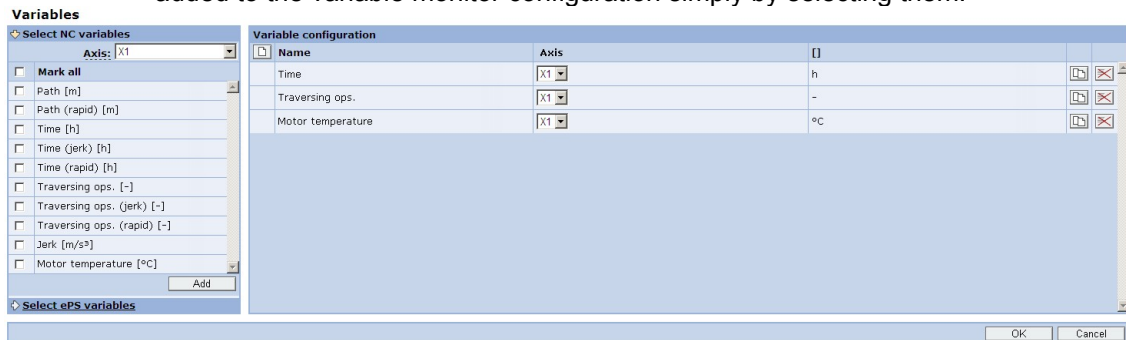 added to the variable monitor configuration simply by selecting them.
Variables
Select NC variables
Axis: X1
Mark all
Path [m]
Path (rapid) [m]
Time [h]
Time (jerk) [h]
Time (rapid) [h]
Traversing ops. [-]
Traversing ops. (jerk) [-]
Traversing ops. (rapid) [-]
Jerk [m/s³]
Motor temperature [°C]
Add
Select ePS variables
Variable configuration
Name Axis []
Time X1 h
Traversing ops. X1 -
Motor temperature X1 °C
OK Cancel